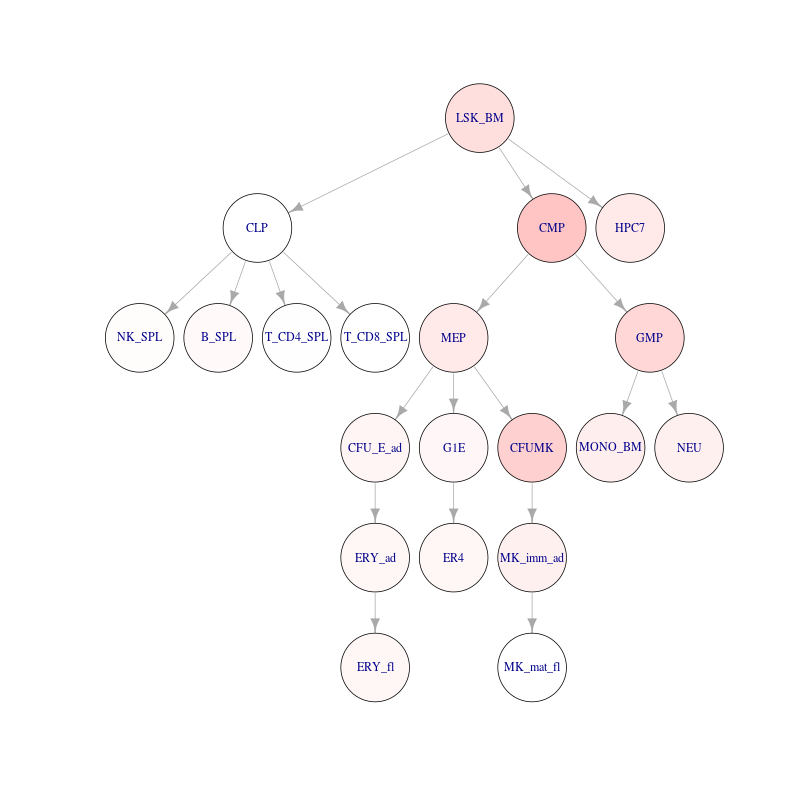 LSK_BM
CLP
CMP
HPC7
NK_SPL
B_SPL
T_CD4_SPL
T_CD8_SPL
MEP
GMP
CFU_E_ad
G1E
CFUMK
MONO_BM
NEU
ERY_ad
ER4
MK_imm_ad
ERY_fl
MK_mat_fl